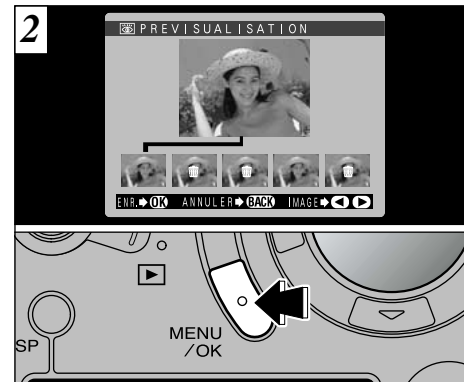 2
PREVISUALISATION
ENR. OK ANNULER BACK IMAGE
MENU
/OK
SP